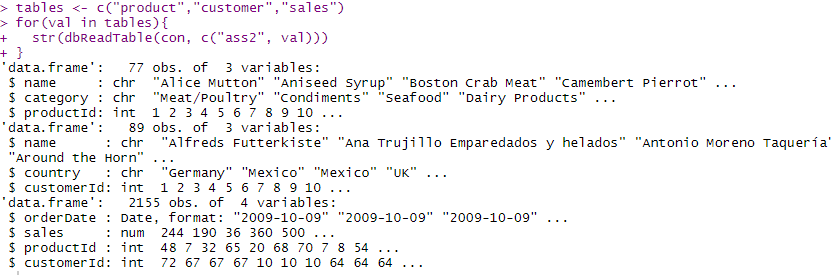 > tables <- c("product","customer","sales")
> for(val in tables){
+   str(dbReadTable(con, c("ass2", val)))
+ }
'data.frame':   77 obs. of  3 variables:
 $ name     : chr  "Alice Mutton" "Aniseed Syrup" "Boston Crab Meat" "Camembert Pierrot" ...
 $ category : chr  "Meat/Poultry" "Condiments" "Seafood" "Dairy Products" ...
 $ productId: int  1 2 3 4 5 6 7 8 9 10 ...
'data.frame':   89 obs. of  3 variables:
 $ name      : chr  "Alfreds Futterkiste" "Ana Trujillo Emparedados y helados" "Antonio Moreno Taquería"
"Around the Horn" ...
 $ country   : chr  "Germany" "Mexico" "Mexico" "UK" ...
 $ customerId: int  1 2 3 4 5 6 7 8 9 10 ...
'data.frame':   2155 obs. of  4 variables:
 $ orderDate : Date, format: "2009-10-09" "2009-10-09" "2009-10-09" ...
 $ sales     : num  244 190 36 360 500 ...
 $ productId : int  48 7 32 65 20 68 70 7 8 54 ...
 $ customerId: int  72 67 67 67 10 10 10 64 64 64 ...